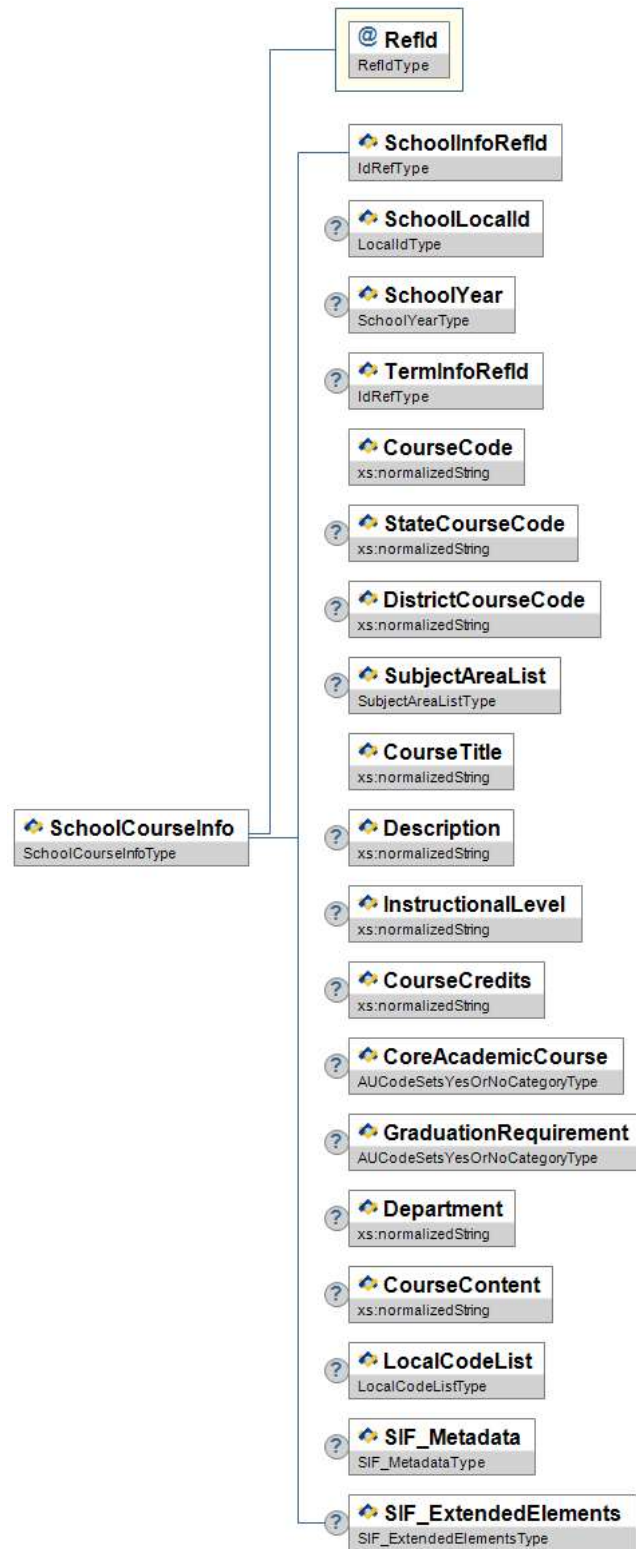 @ RefId
RefIdType
SchoolInfoRefId
IdRefType
? SchoolLocalId
LocalIdType
? SchoolYear
SchoolYearType
? TermInfoRefId
IdRefType
CourseCode
xs:normalizedString
? StateCourseCode
xs:normalizedString
? DistrictCourseCode
xs:normalizedString
? SubjectAreaList
SubjectAreaListType
CourseTitle
xs:normalizedString
SchoolCourseInfo
SchoolCourseInfoType
? Description
xs:normalizedString
? InstructionalLevel
xs:normalizedString
? CourseCredits
xs:normalizedString
? CoreAcademicCourse
AUCodeSetsYesOrNoCategoryType
? GraduationRequirement
AUCodeSetsYesOrNoCategoryType
? Department
xs:normalizedString
? CourseContent
xs:normalizedString
? LocalCodeList
LocalCodeListType
? SIF_Metadata
SIF_MetadataType
? SIF_ExtendedElements
SIF_ExtendedElementsType